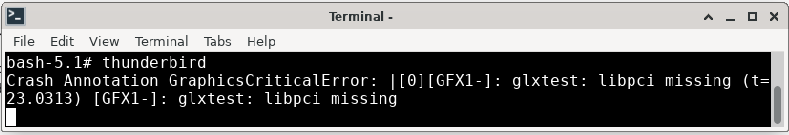 Terminal -
File Edit View Terminal Tabs Help
bash-5.1# thunderbird
Crash Annotation GraphicsCriticalError: |[0][GFX1-]: glxtest: libpci missing (t=
23.0313) [GFX1-]: glxtest: libpci missing